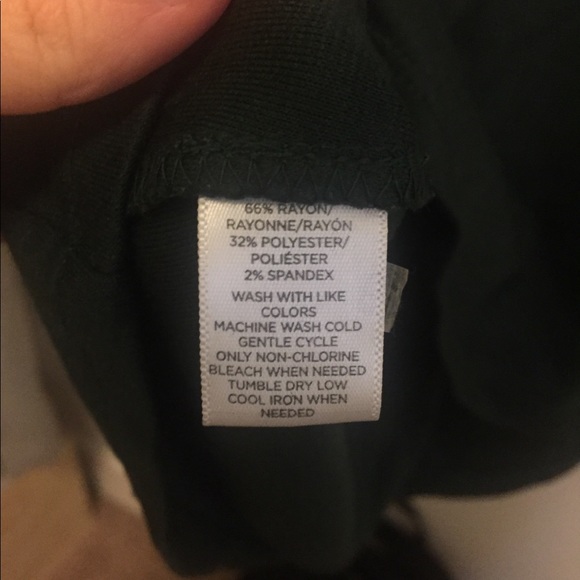 66% RAYON/
RAYONNE/RAYÓN
32% POLYESTER/
POLIÉSTER
2% SPANDEX
WASH WITH LIKE
COLORS
MACHINE WASH COLD
GENTLE CYCLE
ONLY NON-CHLORINE
BLEACH WHEN NEEDED
TUMBLE DRY LOW
COOL IRON WHEN
NEEDED